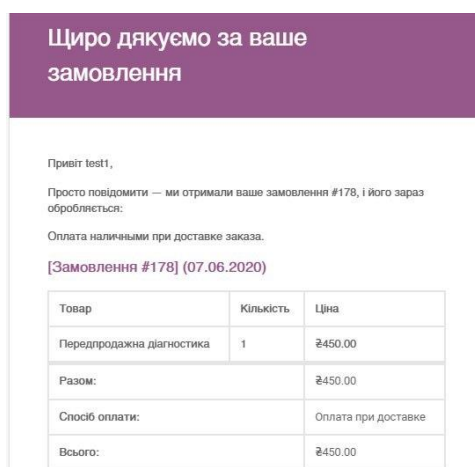 Щиро дякуємо за ваше
замовлення
Привіт test1,
Просто повідомити — ми отримали ваше замовлення #178, і його зараз
обробляється:
Оплата наличными при доставке заказа.
[Замовлення #178] (07.06.2020)
Товар Кількість Ціна
Передпродажна діагностика 1 ₴450.00
Разом: ₴450.00
Спосіб оплати: Оплата при доставке
Всього: ₴450.00